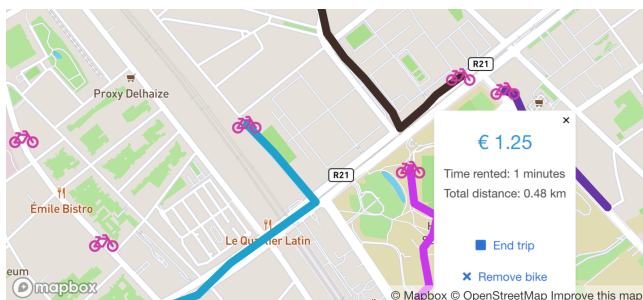 R21
Proxy Delhaize
×
€ 1.25
Time rented: 1 minutes
Total distance: 0.48 km
R21
Émile Bistro
Le Quartier Latin
H
S
End trip
× Remove bike
eum
mapbox
© Mapbox © OpenStreetMap Improve this map